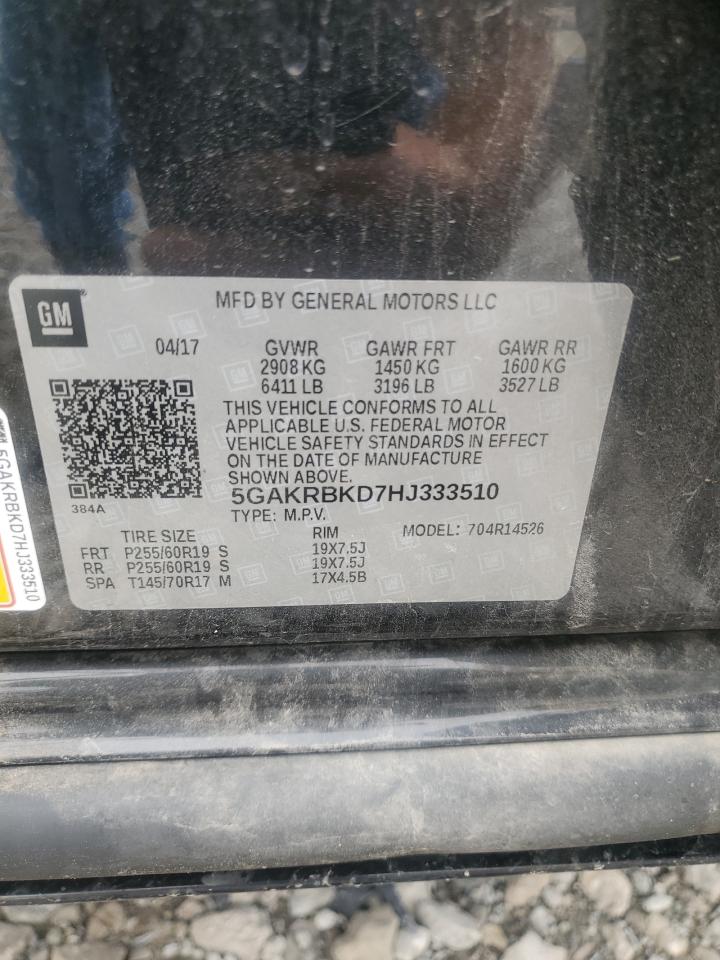 GM
MFD BY GENERAL MOTORS LLC
04/17 GVWR GAWR FRT GAWR RR
2908 KG 1450 KG 1600 KG
6411 LB 3196 LB 3527 LB
THIS VEHICLE CONFORMS TO ALL
APPLICABLE U.S. FEDERAL MOTOR
VEHICLE SAFETY STANDARDS IN EFFECT
ON THE DATE OF MANUFACTURE
SHOWN ABOVE.
5GAKRBKD7HJ333510
384A
TYPE: M.P.V. MODEL: 704R14526
TIRE SIZE RIM
FRT P255/60R19 S 19X7.5J
RR P255/60R19 S 19X7.5J
SPA T145/70R17 M 17X4.5B
5GAKRBKD7HJ333510